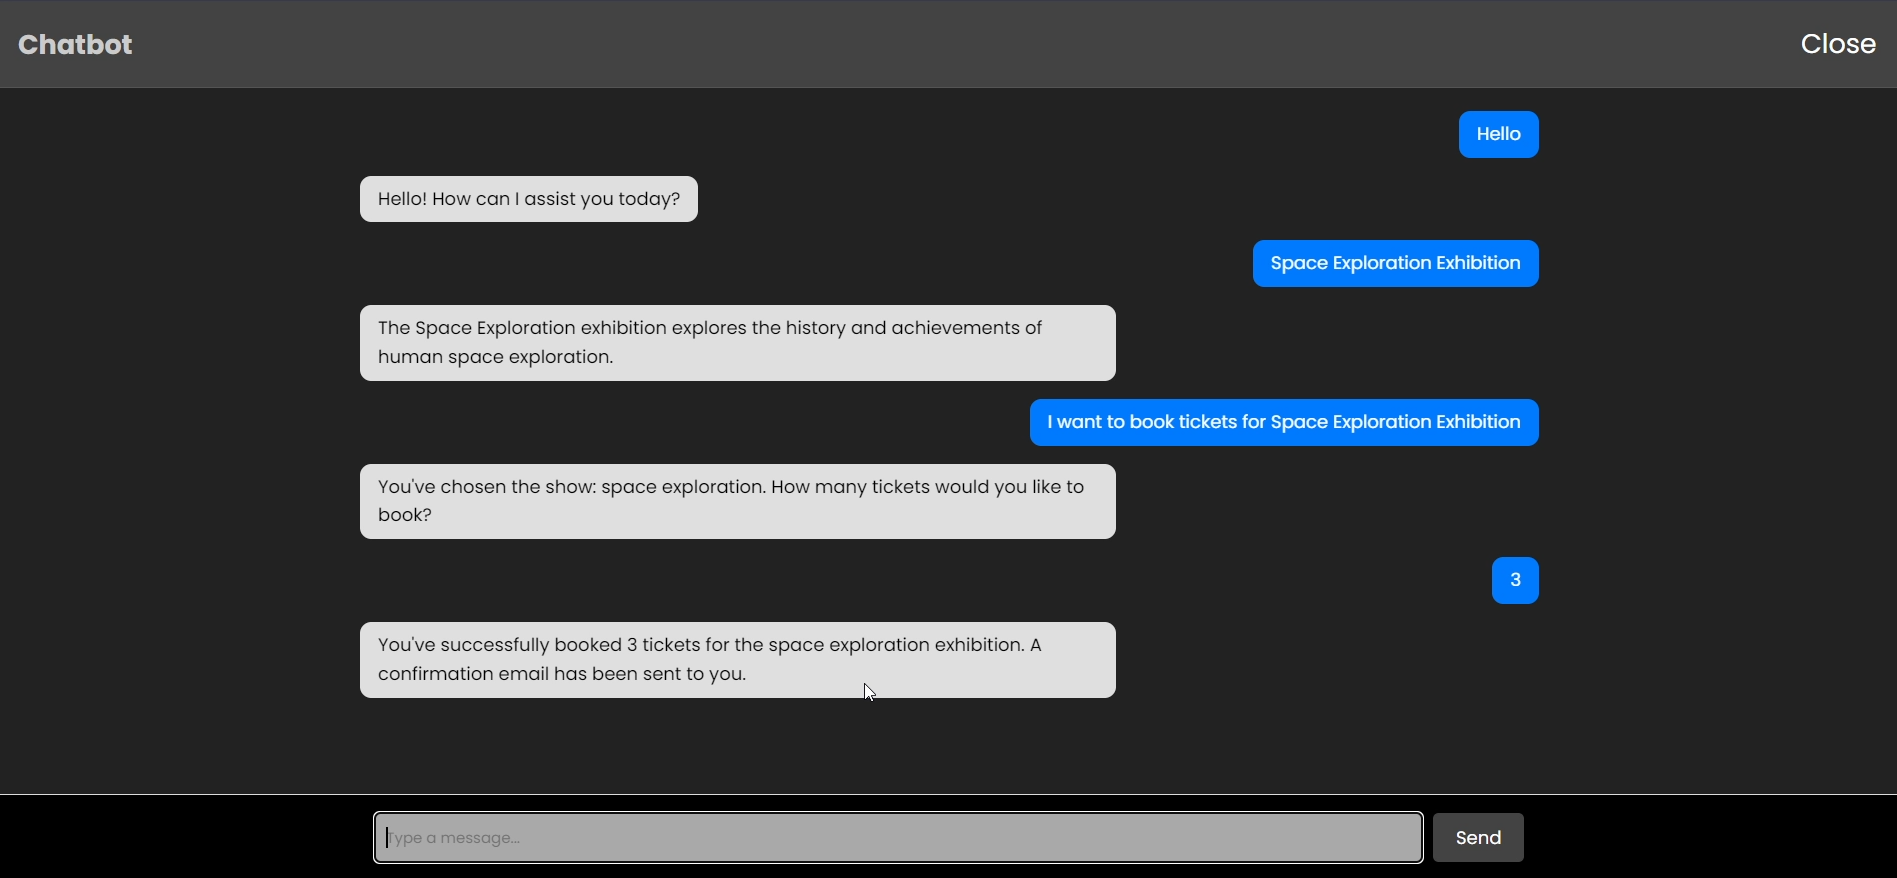 Chatbot
Close
Hello
Hello! How can I assist you today?
Space Exploration Exhibition
The Space Exploration exhibition explores the history and achievements of
human space exploration.
I want to book tickets for Space Exploration Exhibition
You've chosen the show: space exploration. How many tickets would you like to
book?
3
You've successfully booked 3 tickets for the space exploration exhibition. A
confirmation email has been sent to you.
Type a message...
Send